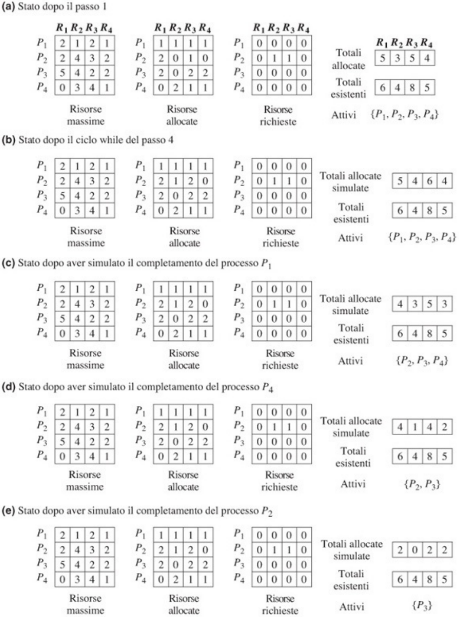 (a) Stato dopo il passo 1
R1 R2 R3 R4 R1 R2 R3 R4 R1 R2 R3 R4
P1 2 1 2 1 P1 1 1 1 1 P1 0 0 0 0 R1 R2 R3 R4
P2 2 4 3 2 P2 2 0 1 0 P2 0 1 1 0 Totali allocate 5 3 5 4
P3 5 4 2 2 P3 2 0 2 2 P3 0 0 0 0 Totali esistenti 6 4 8 5
P4 0 3 4 1 P4 0 2 1 1 P4 0 0 0 0
Risorse massime Risorse allocate Risorse richieste Attivi {P1, P2, P3, P4}
(b) Stato dopo il ciclo while del passo 4
P1 2 1 2 1 P1 1 1 1 1 P1 0 0 0 0
P2 2 4 3 2 P2 2 1 2 0 P2 0 1 1 0 Totali allocate simulate 5 4 6 4
P3 5 4 2 2 P3 2 0 2 2 P3 0 0 0 0
P4 0 3 4 1 P4 0 2 1 1 P4 0 0 0 0 Totali esistenti 6 4 8 5
Risorse massime Risorse allocate Risorse richieste Attivi {P1, P2, P3, P4}
(c) Stato dopo aver simulato il completamento del processo P1
P1 2 1 2 1 P1 1 1 1 1 P1 0 0 0 0
P2 2 4 3 2 P2 2 1 2 0 P2 0 1 1 0 Totali allocate simulate 4 3 5 3
P3 5 4 2 2 P3 2 0 2 2 P3 0 0 0 0
P4 0 3 4 1 P4 0 2 1 1 P4 0 0 0 0 Totali esistenti 6 4 8 5
Risorse massime Risorse allocate Risorse richieste Attivi {P2, P3, P4}
(d) Stato dopo aver simulato il completamento del processo P4
P1 2 1 2 1 P1 1 1 1 1 P1 0 0 0 0
P2 2 4 3 2 P2 2 1 2 0 P2 0 1 1 0 Totali allocate simulate 4 1 4 2
P3 5 4 2 2 P3 2 0 2 2 P3 0 0 0 0
P4 0 3 4 1 P4 0 2 1 1 P4 0 0 0 0 Totali esistenti 6 4 8 5
Risorse massime Risorse allocate Risorse richieste Attivi {P2, P3}
(e) Stato dopo aver simulato il completamento del processo P2
P1 2 1 2 1 P1 1 1 1 1 P1 0 0 0 0
P2 2 4 3 2 P2 2 1 2 0 P2 0 1 1 0 Totali allocate simulate 2 0 2 2
P3 5 4 2 2 P3 2 0 2 2 P3 0 0 0 0
P4 0 3 4 1 P4 0 2 1 1 P4 0 0 0 0 Totali esistenti 6 4 8 5
Risorse massime Risorse allocate Risorse richieste Attivi {P3}